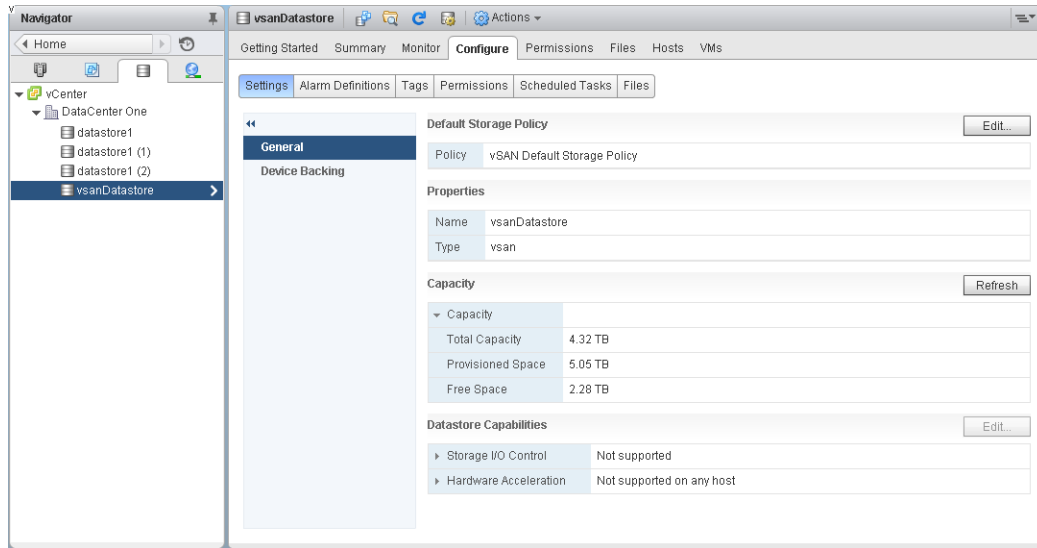 v
Navigator
Home
vCenter
DataCenter One
datastore1
datastore1 (1)
datastore1 (2)
vsanDatastore
vsanDatastore Actions
Getting Started Summary Monitor Configure Permissions Files Hosts VMs
Settings Alarm Definitions Tags Permissions Scheduled Tasks Files
General
Device Backing
Default Storage Policy Edit...
Policy vSAN Default Storage Policy
Properties
Name vsanDatastore
Type vsan
Capacity Refresh
Capacity
Total Capacity 4.32 TB
Provisioned Space 5.05 TB
Free Space 2.28 TB
Datastore Capabilities Edit...
Storage I/O Control Not supported
Hardware Acceleration Not supported on any host